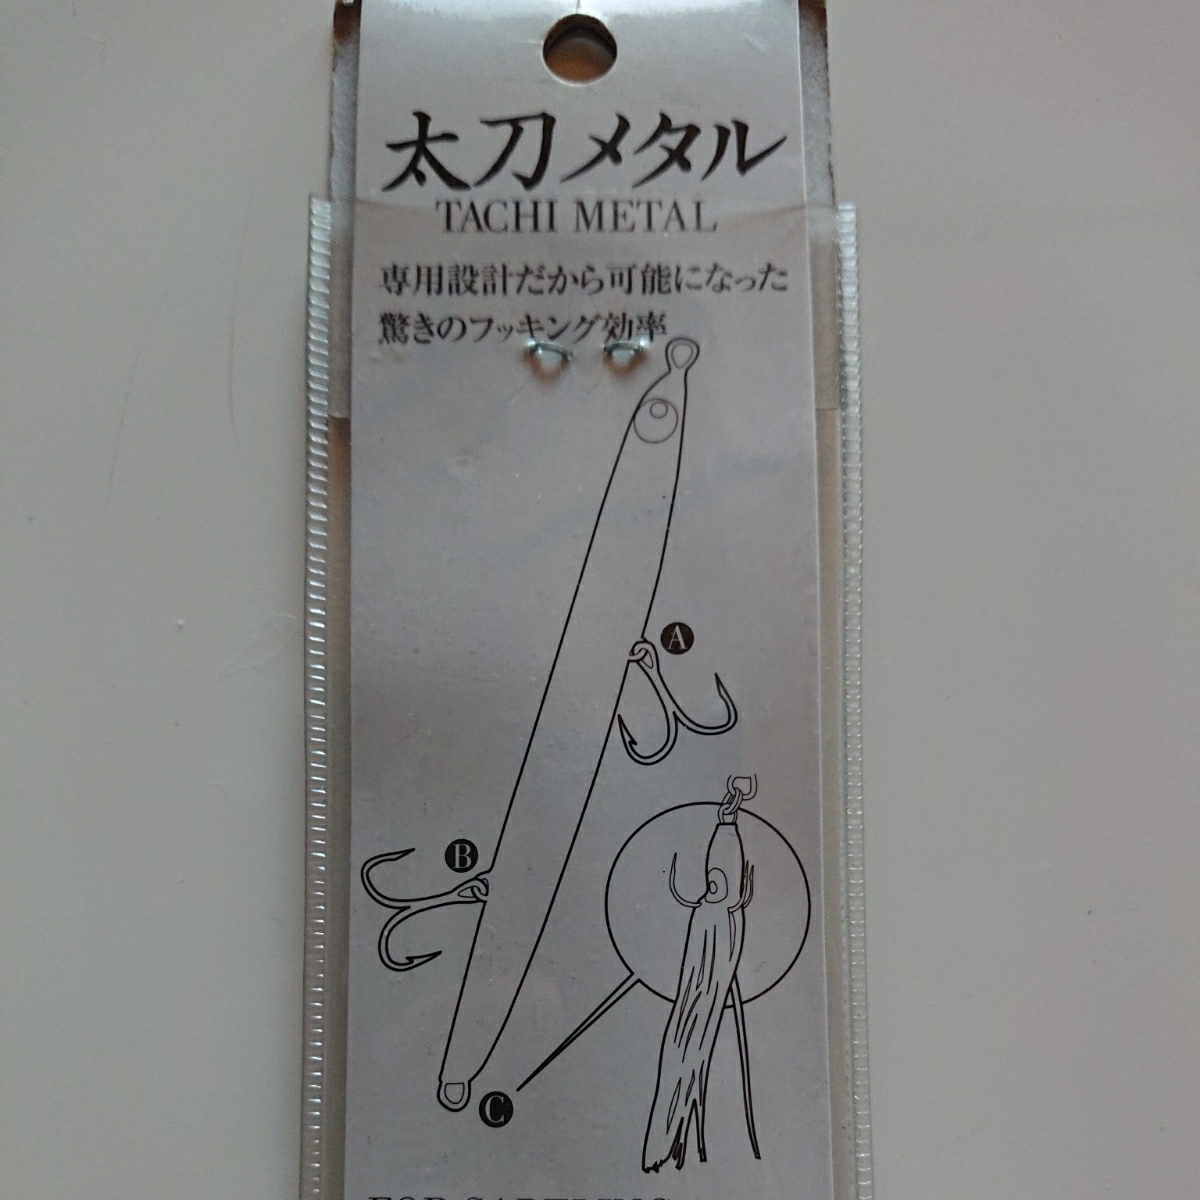 太刀メタル
TACHI METAL
専用設計だから可能になった
驚きのフッキング効率
A
B
C